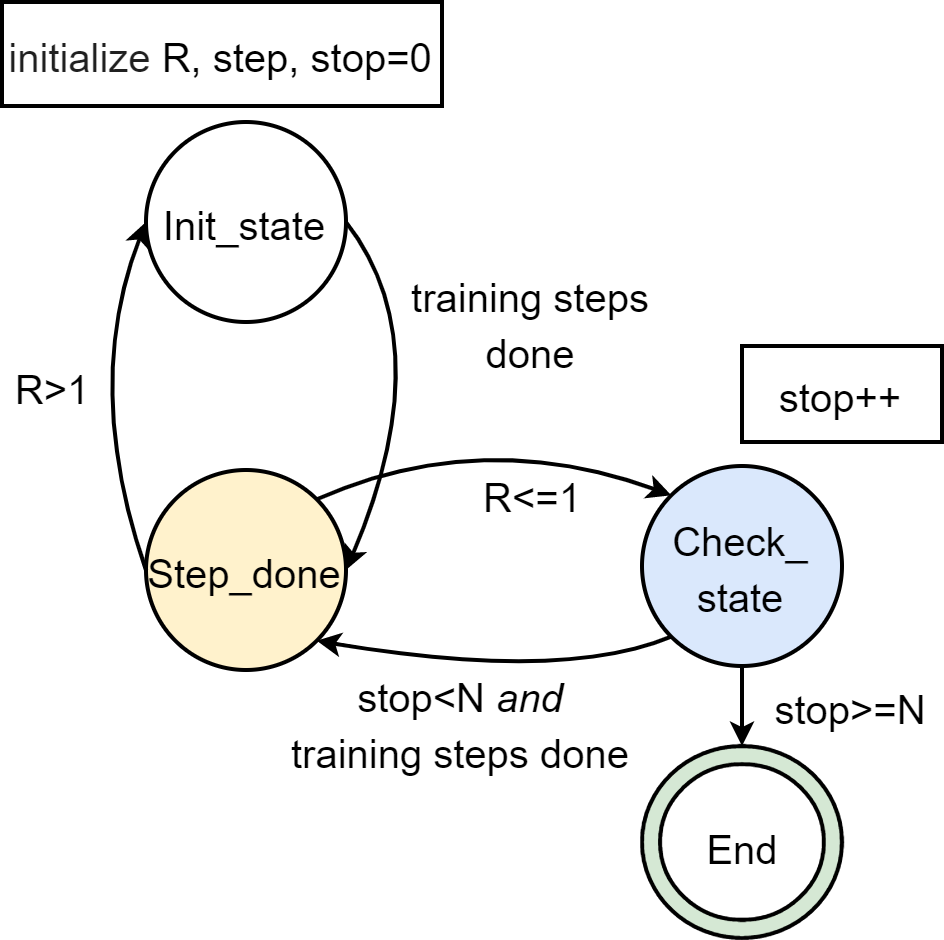 initialize R, step, stop=0
Init_state
training steps
done
R>1
stop++
R<=1
Check_
state
Step_done
stop<N and
training steps done
stop>=N
End